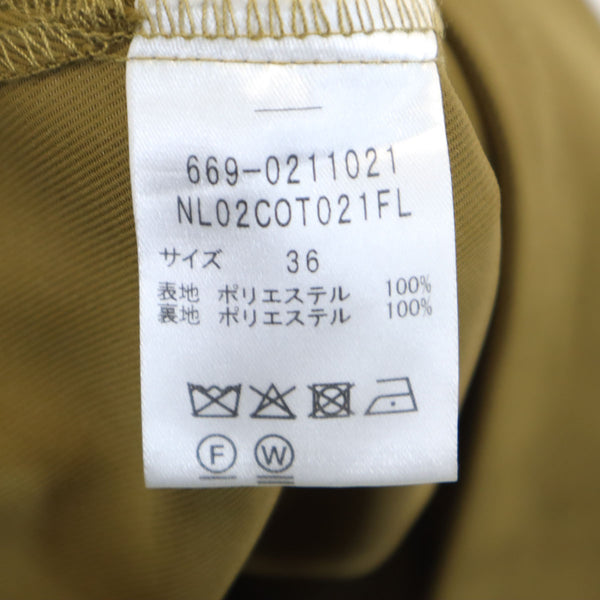 669-0211021
NL02COT021FL
サイズ 36
表地 ポリエステル 100%
裏地 ポリエステル 100%
F W